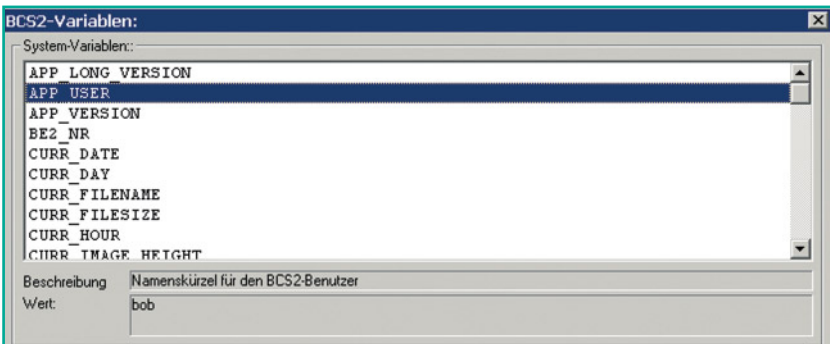 BCS2-Variablen:
System-Variablen::
APP_LONG_VERSION
APP_USER
APP_VERSION
BE2_NR
CURR_DATE
CURR_DAY
CURR_FILENAME
CURR_FILESIZE
CURR_HOUR
CURR_IMAGE_HEIGHT
Beschreibung Namenskürzel für den BCS2-Benutzer
Wert: bob